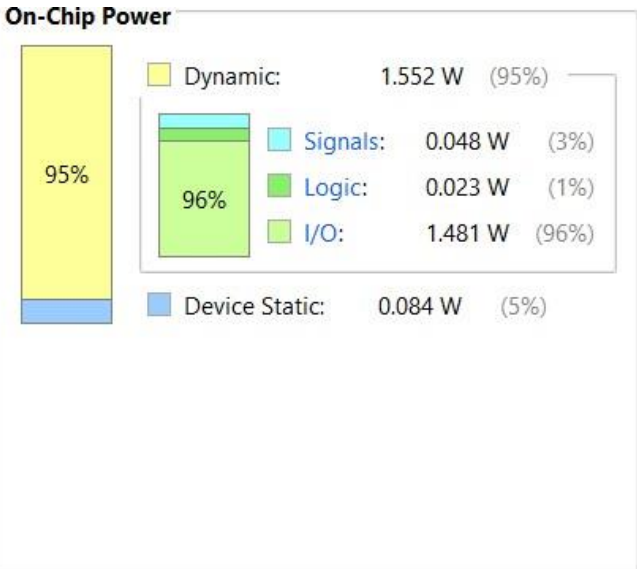 On-Chip Power
Dynamic: 1.552 W (95%)
Signals: 0.048 W (3%)
95%
Logic: 0.023 W (1%)
96%
I/O: 1.481 W (96%)
Device Static: 0.084 W (5%)